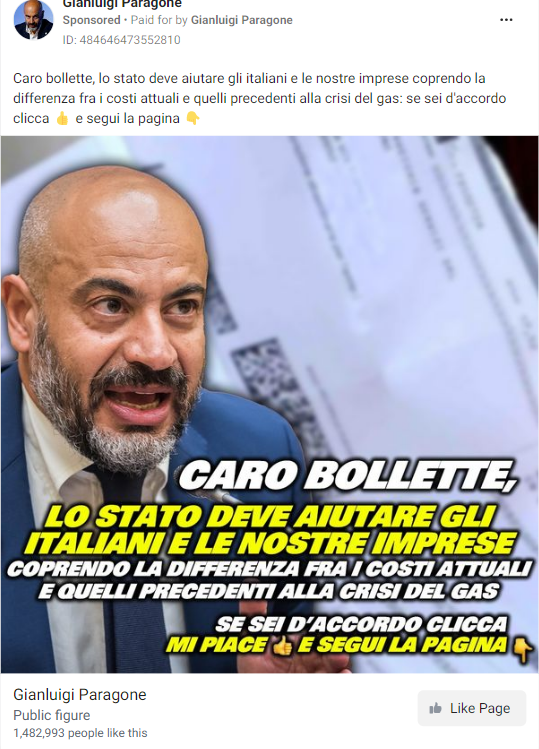 Gianluigi Paragone
Sponsored • Paid for by Gianluigi Paragone
ID: 484646473552810
Caro bollette, lo stato deve aiutare gli italiani e le nostre imprese coprendo la
differenza fra i costi attuali e quelli precedenti alla crisi del gas: se sei d'accordo
clicca 👍 e segui la pagina 👇
CARO BOLLETTE,
LO STATO DEVE AIUTARE GLI
ITALIANI E LE NOSTRE IMPRESE
COPRENDO LA DIFFERENZA FRA I COSTI ATTUALI
E QUELLI PRECEDENTI ALLA CRISI DEL GAS
SE SEI D'ACCORDO CLICCA
MI PIACE 👍 E SEGUI LA PAGINA 👇
Gianluigi Paragone
Public figure
1,482,993 people like this
Like Page